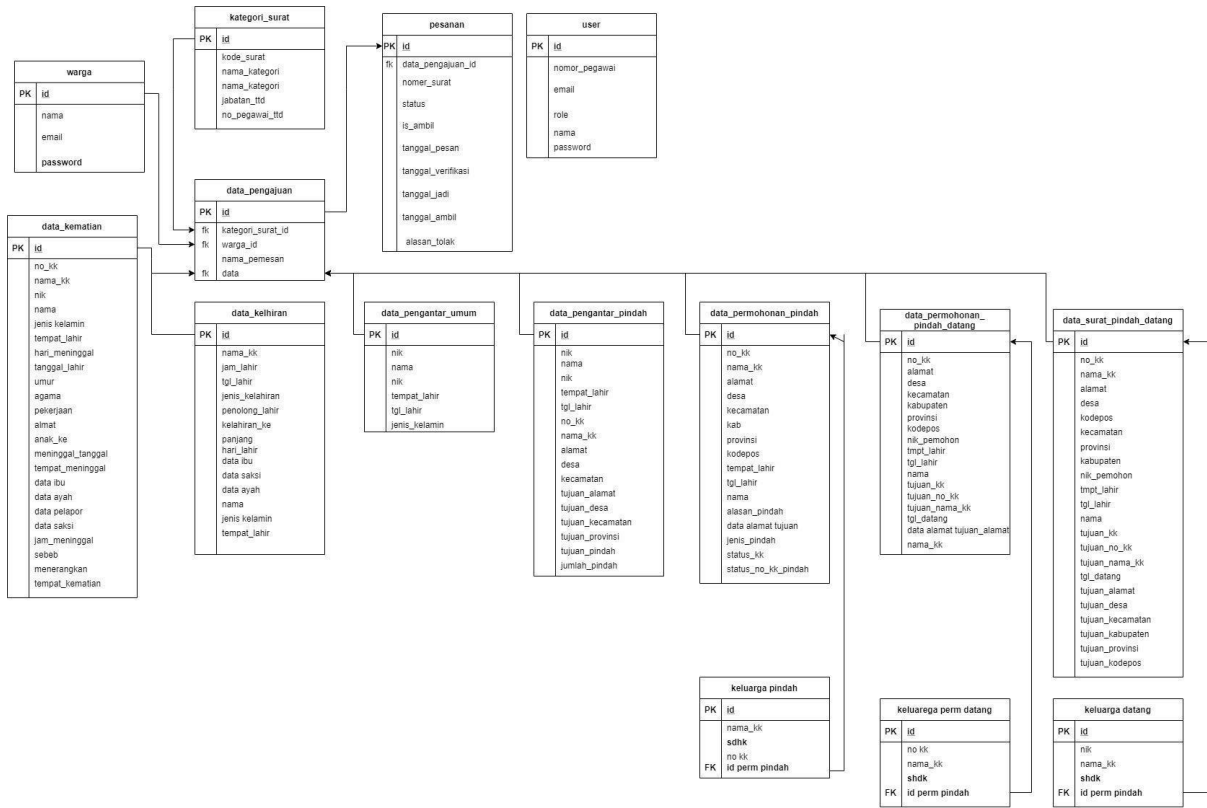 kategori_surat
PK id
kode_surat
nama_kategori
nama_kategori
jabatan_ttd
no_pegawai_ttd
pesanan
PK id
fk data_pengajuan_id
nomer_surat
status
is_ambil
tanggal_pesan
tanggal_verifikasi
tanggal_jadi
tanggal_ambil
alasan_tolak
user
PK id
nomor_pegawai
email
role
nama
password
warga
PK id
nama
email
password
data_pengajuan
PK id
fk kategori_surat_id
fk warga_id
nama_pemesan
fk data
data_kematian
PK id
no_kk
nama_kk
nik
nama
jenis kelamin
tempat_lahir
hari_meninggal
tanggal_lahir
umur
agama
pekerjaan
almat
anak_ke
meninggal_tanggal
tempat_meninggal
data ibu
data ayah
data pelapor
data saksi
jam_meninggal
sebeb
menerangkan
tempat_kematian
data_kelhiran
PK id
nama_kk
jam_lahir
tgl_lahir
jenis_kelahiran
penolong_lahir
kelahiran_ke
panjang
hari_lahir
data ibu
data saksi
data ayah
nama
jenis kelamin
tempat_lahir
data_pengantar_umum
PK id
nik
nama
nik
tempat_lahir
tgl_lahir
jenis_kelamin
data_pengantar_pindah
PK id
nik
nama
nik
tempat_lahir
tgl_lahir
no_kk
nama_kk
alamat
desa
kecamatan
tujuan_alamat
tujuan_desa
tujuan_kecamatan
tujuan_provinsi
tujuan_pindah
jumlah_pindah
data_permohonan_pindah
PK id
no_kk
nama_kk
alamat
desa
kecamatan
kab
provinsi
kodepos
tempat_lahir
tgl_lahir
nama
alasan_pindah
data alamat tujuan
jenis_pindah
status_kk
status_no_kk_pindah
data_permohonan_
pindah_datang
PK id
no_kk
alamat
desa
kecamatan
kabupaten
provinsi
kodepos
nik_pemohon
tmpt_lahir
tgl_lahir
nama
tujuan_kk
tujuan_no_kk
tujuan_nama_kk
tgl_datang
data alamat tujuan_alamat
nama_kk
data_surat_pindah_datang
PK id
no_kk
nama_kk
alamat
desa
kodepos
kecamatan
provinsi
kabupaten
nik_pemohon
tmpt_lahir
tgl_lahir
nama
tujuan_kk
tujuan_no_kk
tujuan_nama_kk
tgl_datang
tujuan_alamat
tujuan_desa
tujuan_kecamatan
tujuan_kabupaten
tujuan_provinsi
tujuan_kodepos
keluarga pindah
PK id
nama_kk
sdhk
no kk
FK id perm pindah
keluarega perm datang
PK id
no kk
nama_kk
shdk
FK id perm pindah
keluarga datang
PK id
nik
nama_kk
shdk
FK id perm pindah